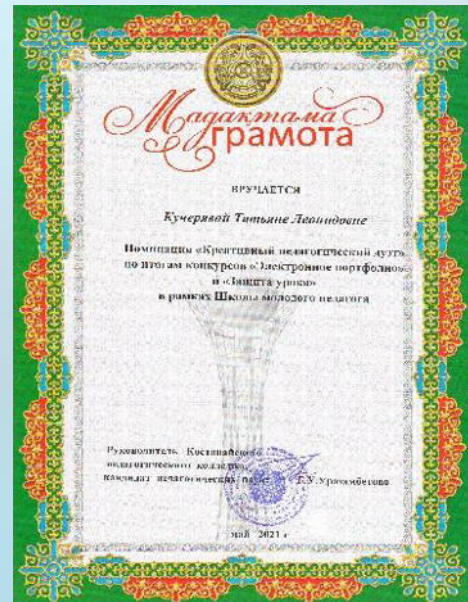 Мадақтама
грамота
ВРУЧАЕТСЯ
Кучерявой Татьяне Леонидовне
Номинация «Креативный педагогический дуэт»
по итогам конкурсов «Электронное портфолио»
и «Защита урока»
в рамках Школы молодого педагога
Руководитель Костанайского
педагогического колледжа,
кандидат педагогических наук
май 2021 г